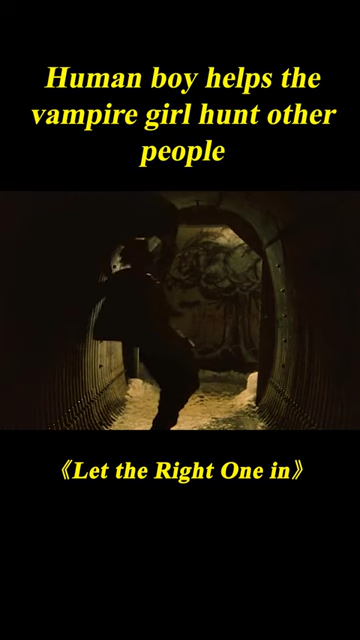 Human boy helps the
vampire girl hunt other
people
《Let the Right One in》